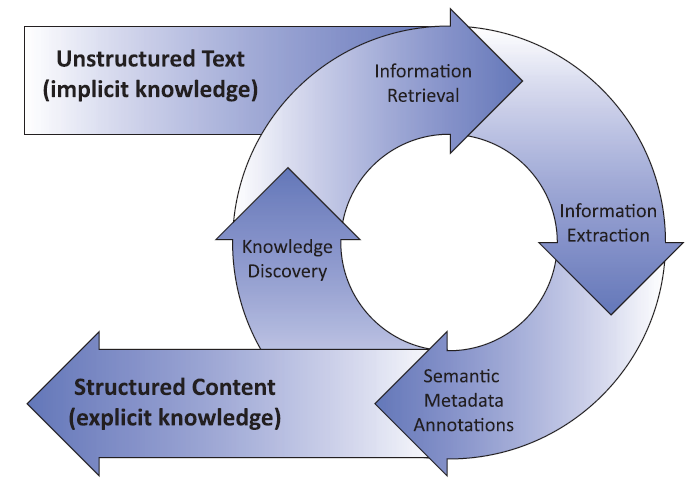 Unstructured Text
(implicit knowledge)
Information
Retrieval
Information
Extraction
Knowledge
Discovery
Semantic
Metadata
Annotations
Structured Content
(explicit knowledge)